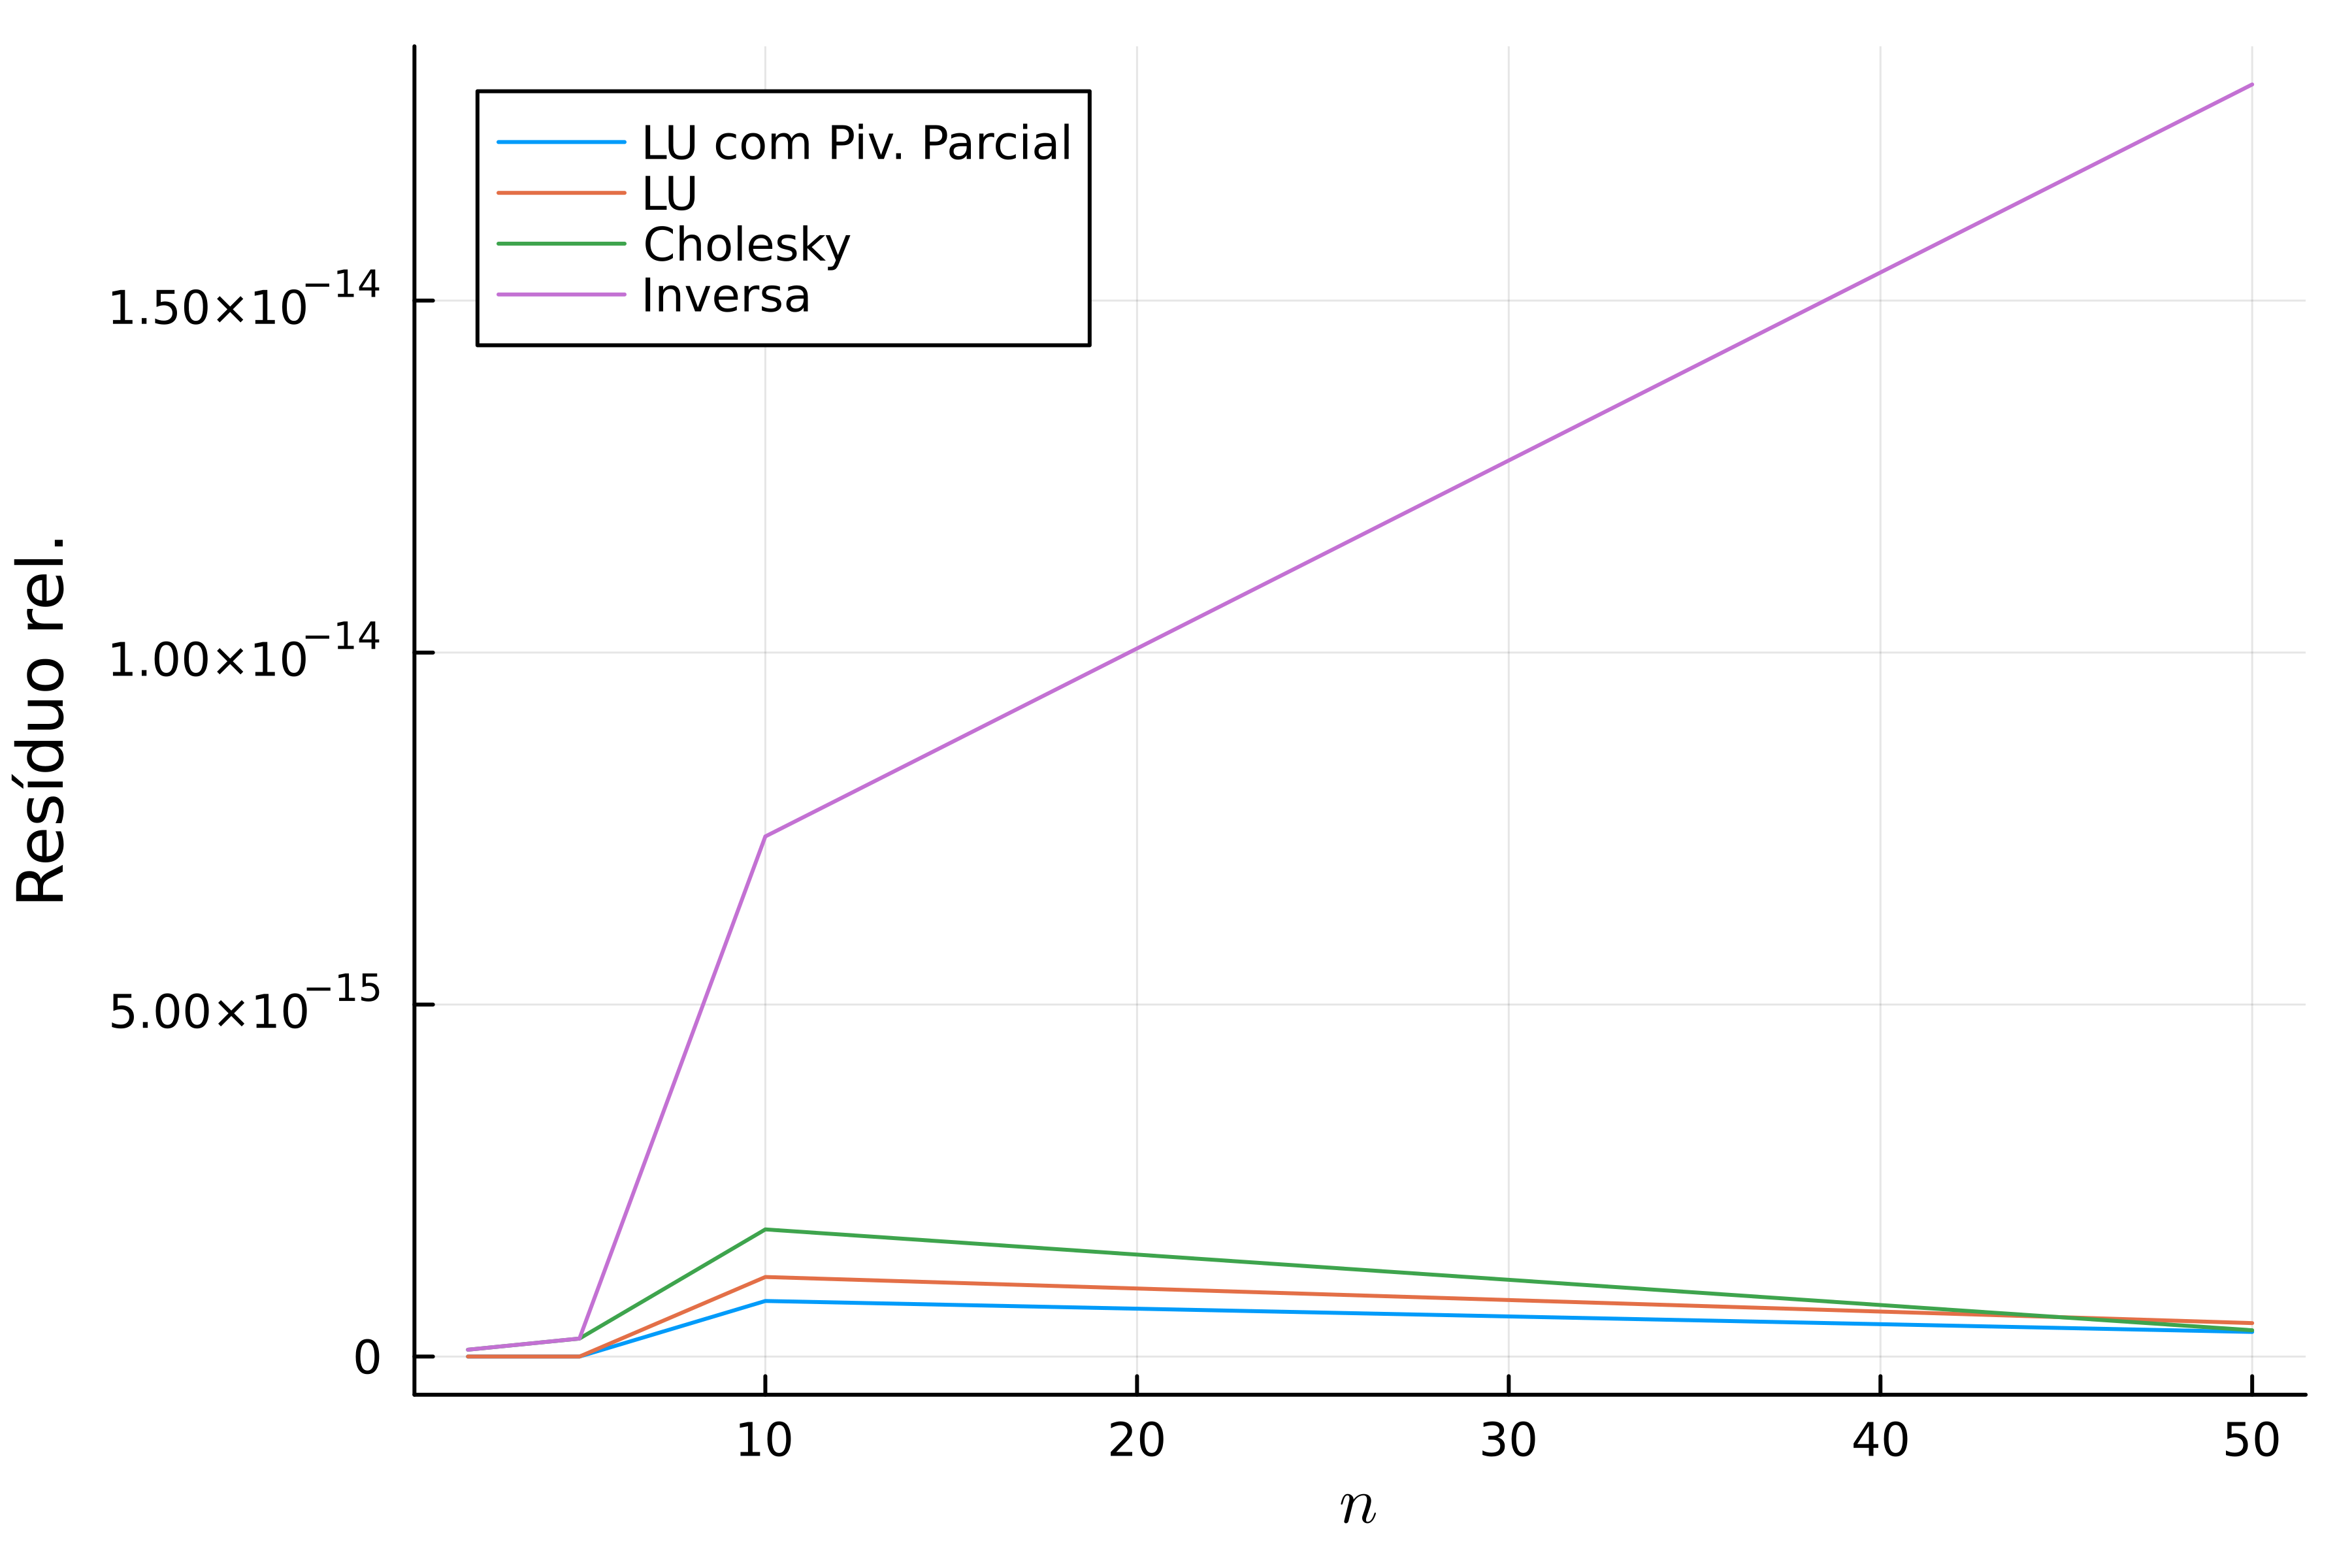 LU com Piv. Parcial
LU
Cholesky
Inversa
Resíduo rel.
1.50×10⁻¹⁴
1.00×10⁻¹⁴
5.00×10⁻¹⁵
0
10 20 30 40 50
n